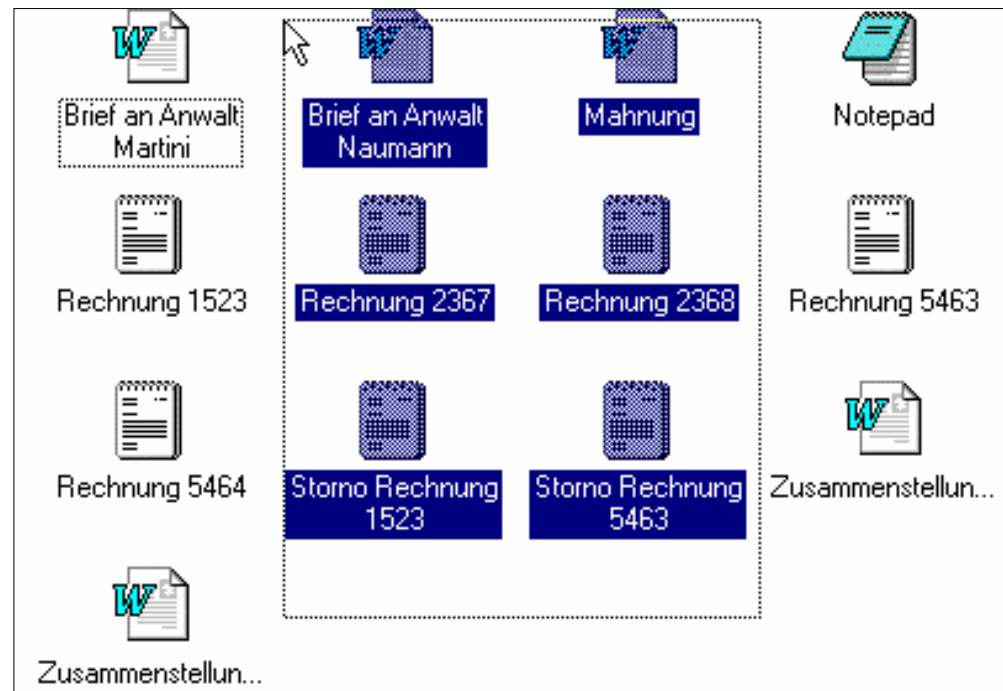 Brief an Anwalt
Martini
Brief an Anwalt
Naumann
Mahnung
Notepad
Rechnung 1523
Rechnung 2367
Rechnung 2368
Rechnung 5463
Rechnung 5464
Storno Rechnung
1523
Storno Rechnung
5463
Zusammenstellun...
Zusammenstellun...